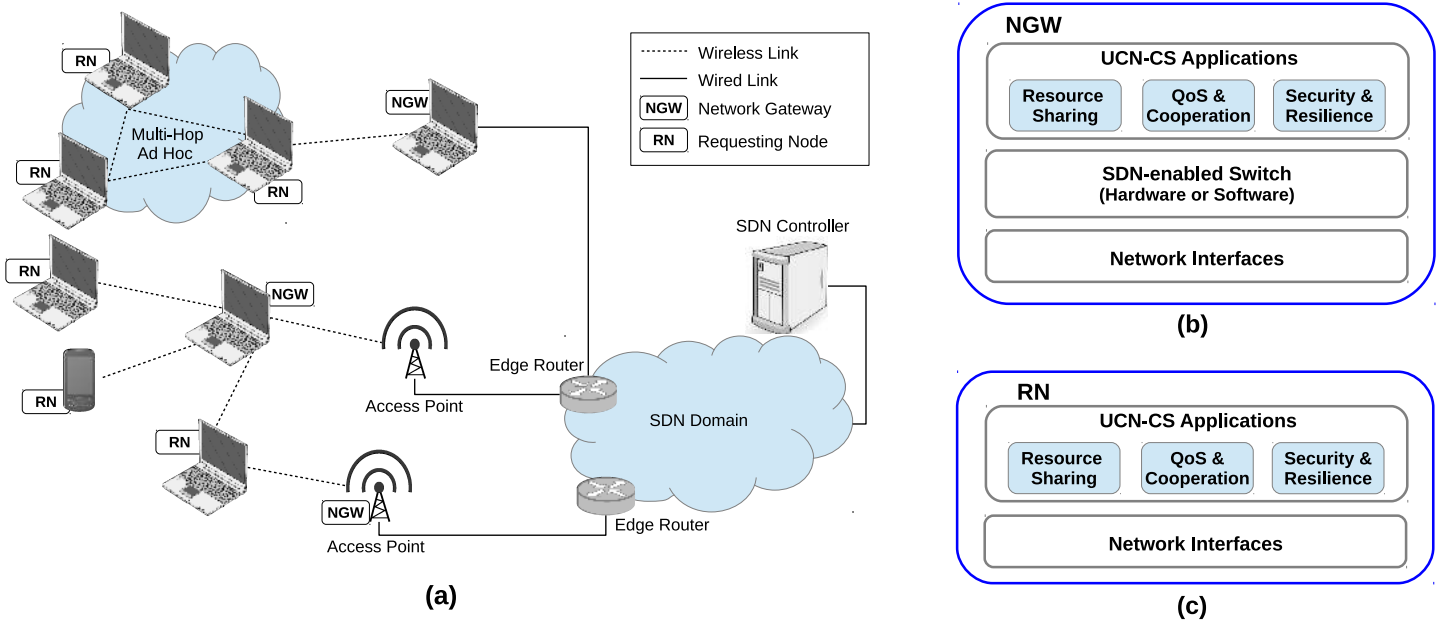 RN
RN
Multi-Hop
Ad Hoc
RN
NGW
Wireless Link
Wired Link
NGW
Network Gateway
RN
Requesting Node
RN
NGW
RN
RN
Access Point
Edge Router
SDN Controller
SDN Domain
NGW
Access Point
Edge Router
(a)
NGW
UCN-CS Applications
Resource
Sharing
QoS &
Cooperation
Security &
Resilience
SDN-enabled Switch
(Hardware or Software)
Network Interfaces
(b)
RN
UCN-CS Applications
Resource
Sharing
QoS &
Cooperation
Security &
Resilience
Network Interfaces
(c)